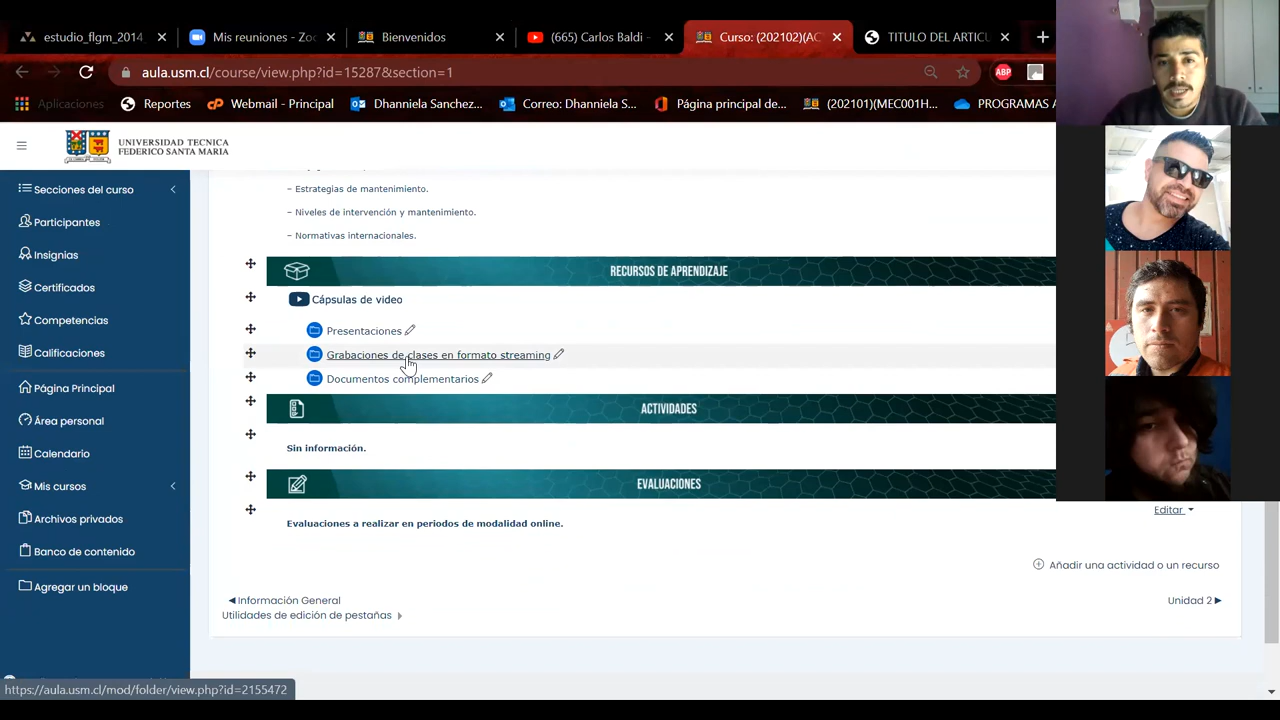 estudio_flgm_2014
Mis reuniones - Zoo
Bienvenidos
(665) Carlos Baldi -
Curso: (202102)(AC
TITULO DEL ARTICU
aula.usm.cl/course/view.php?id=15287&section=1
ABP
Aplicaciones
Reportes
Webmail - Principal
Dhanniela Sanchez...
Correo: Dhanniela S...
Página principal de...
(202101)(MEC001H...
PROGRAMAS A
UNIVERSIDAD TECNICA
FEDERICO SANTA MARIA
Secciones del curso
Participantes
Insignias
Certificados
Competencias
Calificaciones
Página Principal
Área personal
Calendario
Mis cursos
Archivos privados
Banco de contenido
Agregar un bloque
– Estrategias de mantenimiento.
– Niveles de intervención y mantenimiento.
– Normativas internacionales.
RECURSOS DE APRENDIZAJE
Cápsulas de video
Presentaciones
Grabaciones de clases en formato streaming
Documentos complementarios
ACTIVIDADES
Sin información.
EVALUACIONES
Editar
Evaluaciones a realizar en periodos de modalidad online.
Añadir una actividad o un recurso
Información General
Unidad 2
Utilidades de edición de pestañas
https://aula.usm.cl/mod/folder/view.php?id=2155472